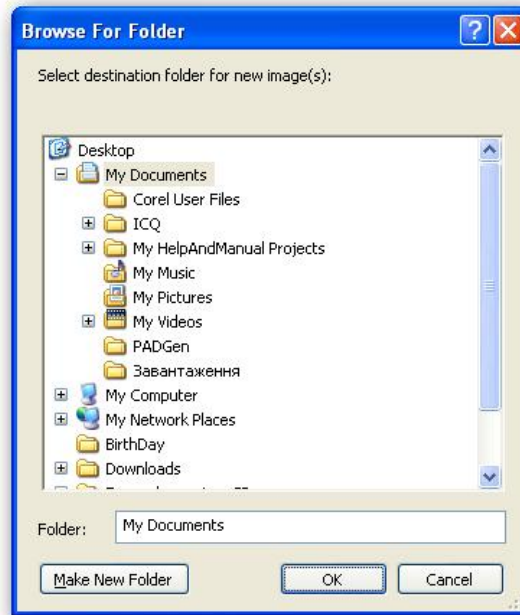 Browse For Folder
Select destination folder for new image(s):
Desktop
My Documents
Corel User Files
ICQ
My HelpAndManual Projects
My Music
My Pictures
My Videos
PADGen
Завантаження
My Computer
My Network Places
BirthDay
Downloads
Folder: My Documents
Make New Folder OK Cancel